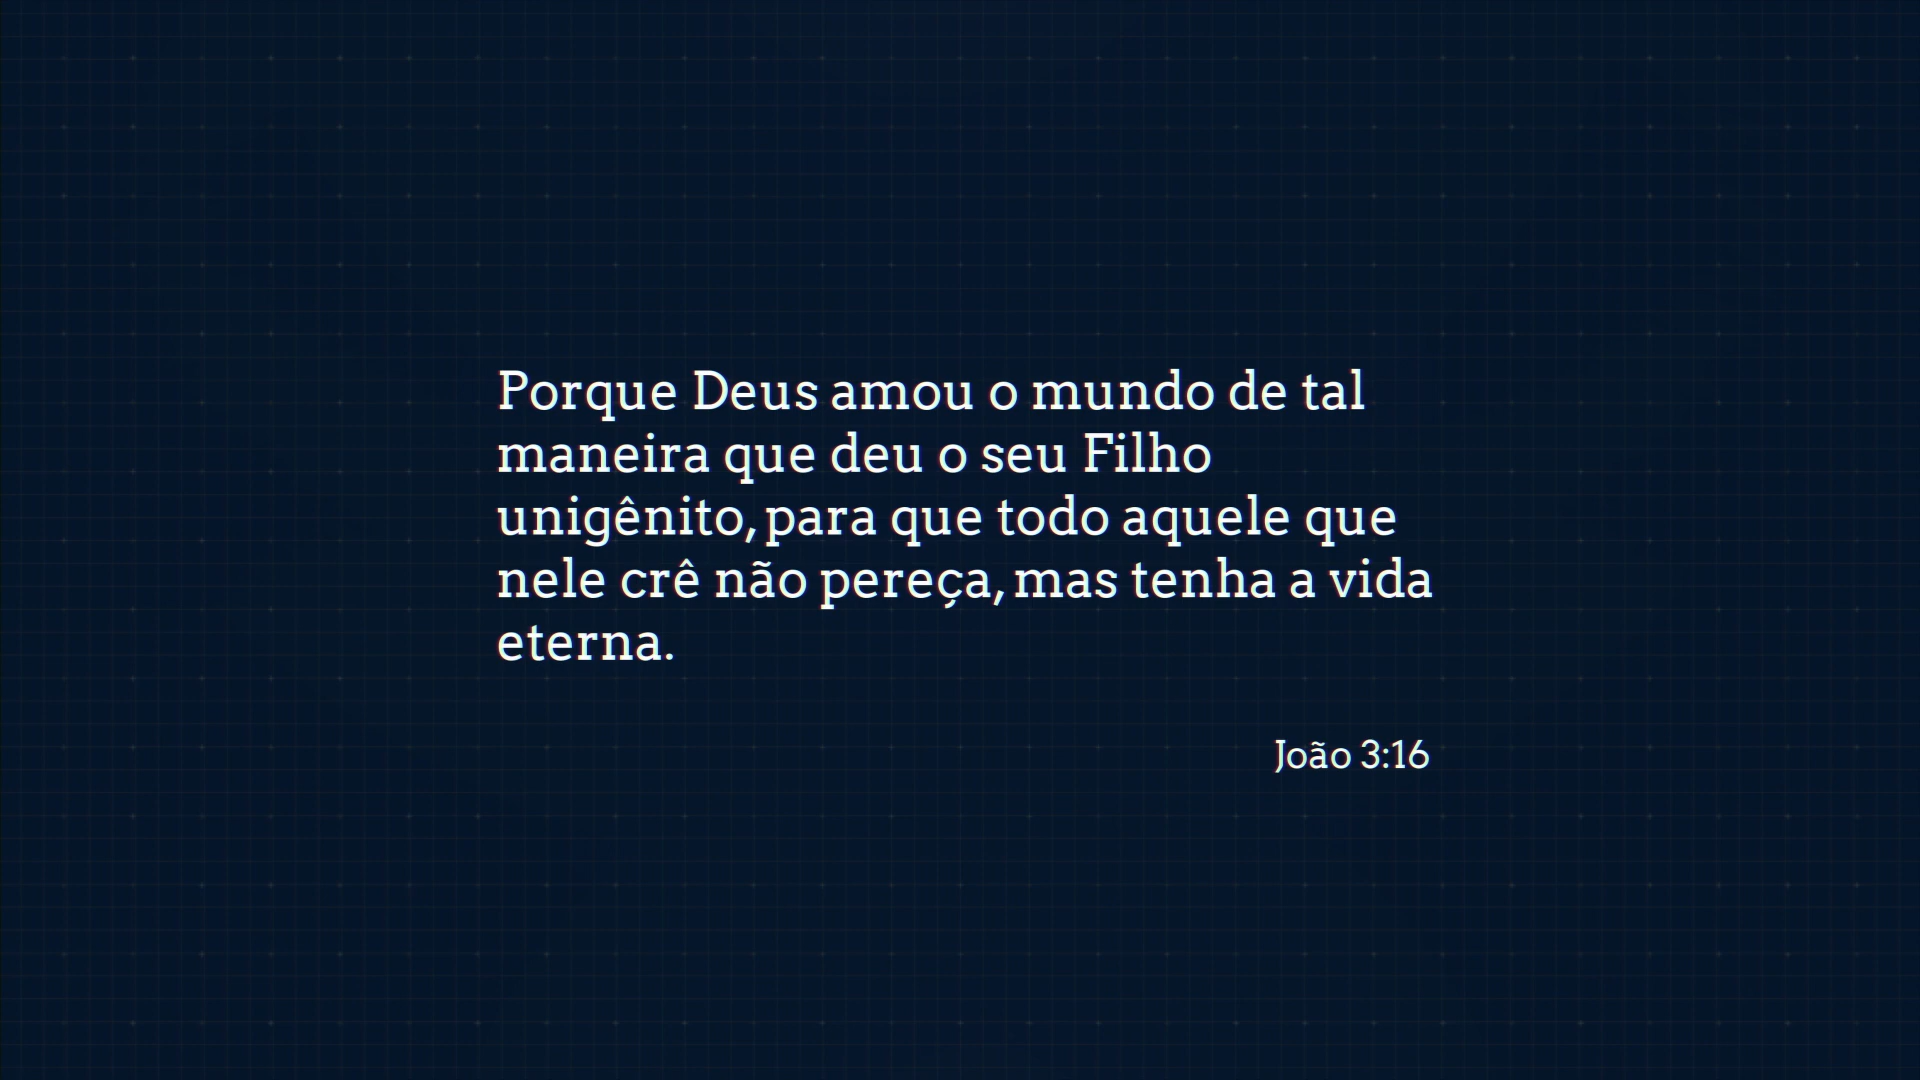 Porque Deus amou o mundo de tal
maneira que deu o seu Filho
unigênito, para que todo aquele que
nele crê não pereça, mas tenha a vida
eterna.
João 3:16